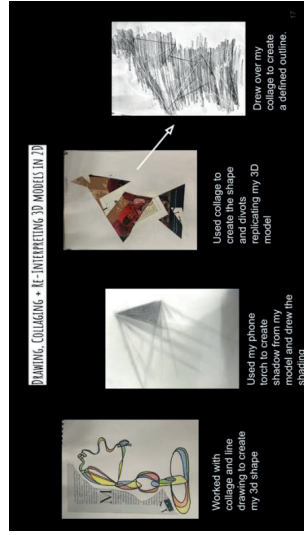 DRAWING, COLLAGING + RE-INTERPRETING 3D MODELS IN 2D
Worked with
collage and line
drawing to create
my 3d shape
Used my phone
torch to create
shadow from my
model and drew the
shading
Used collage to
create the shape
and divots
replicating my 3D
model
Drew over my
collage to create
a defined outline.
17